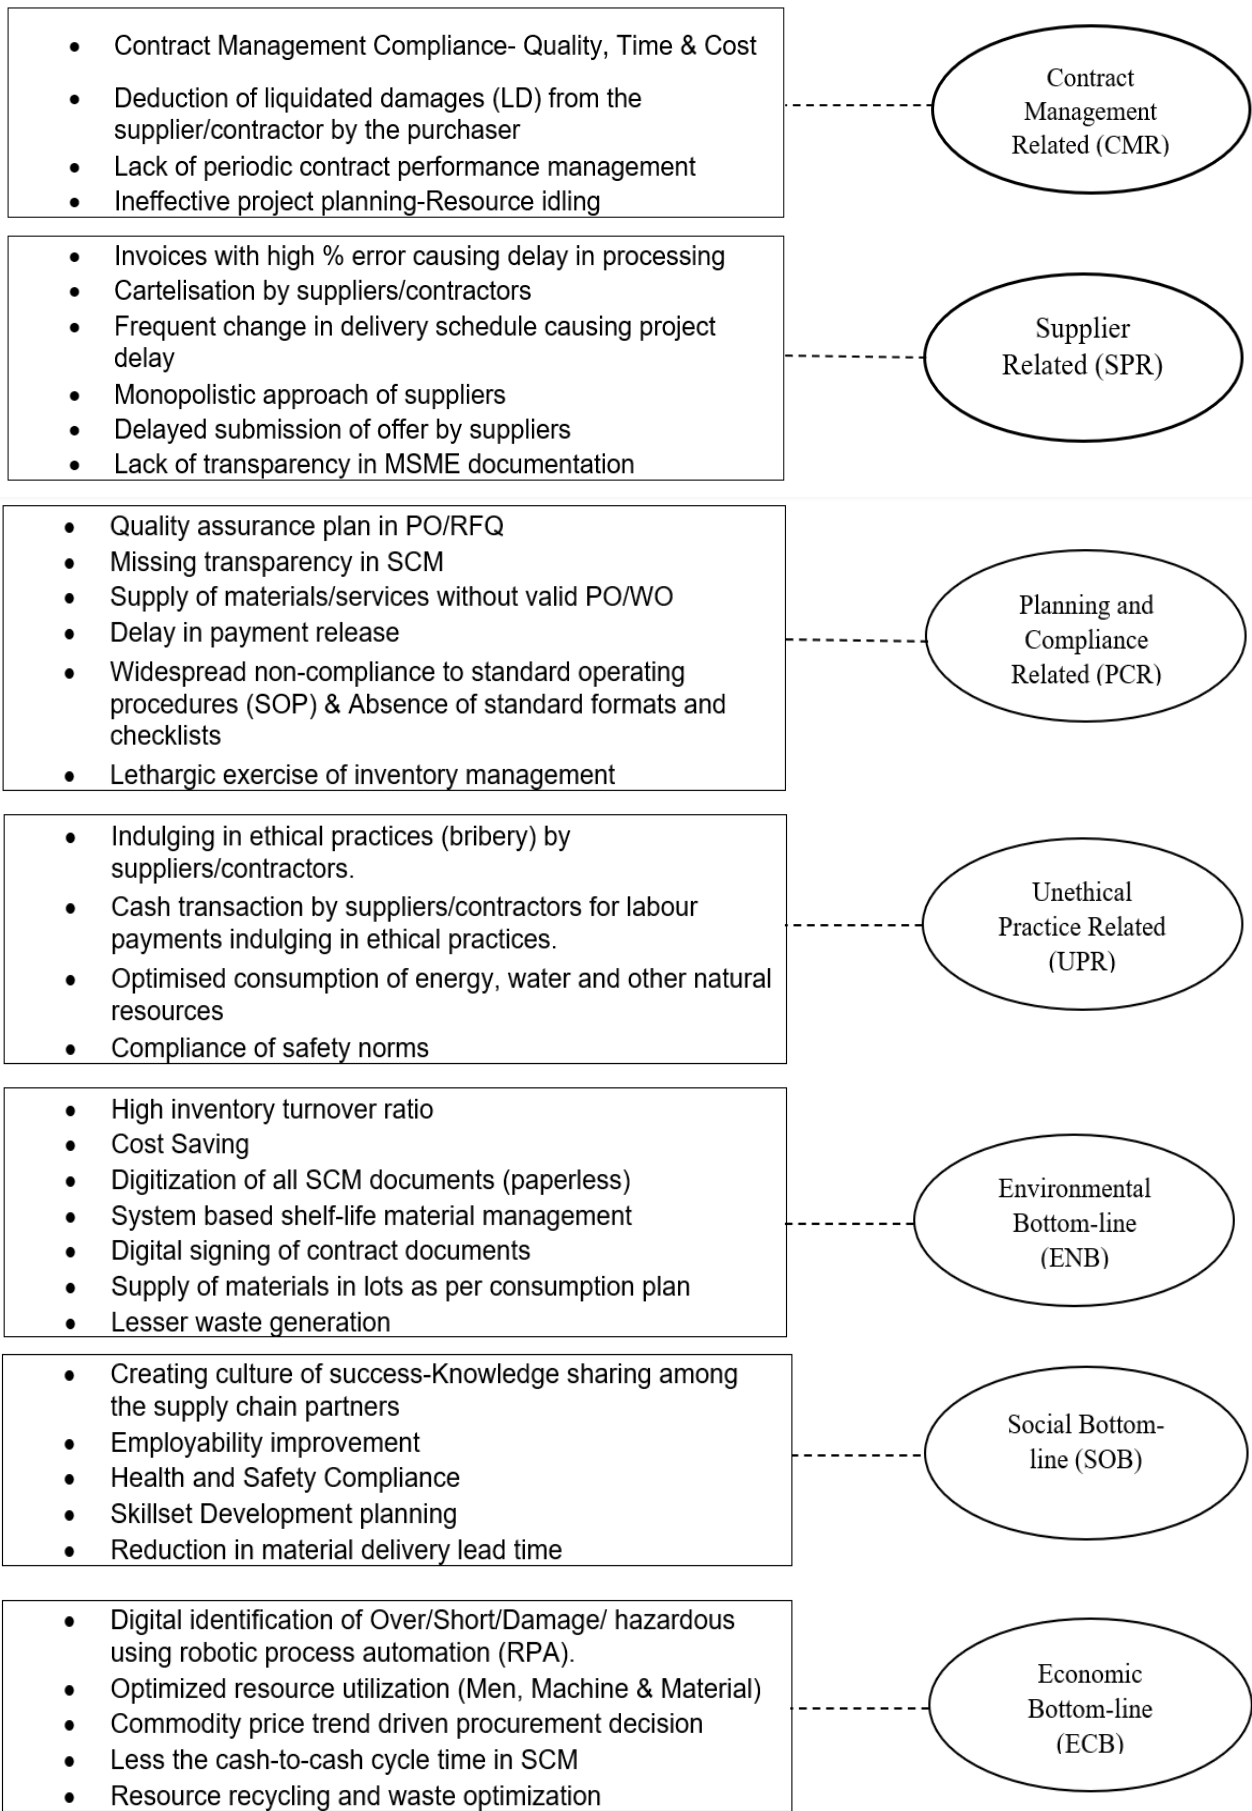 • Contract Management Compliance- Quality, Time & Cost
• Deduction of liquidated damages (LD) from the
supplier/contractor by the purchaser
• Lack of periodic contract performance management
• Ineffective project planning-Resource idling
Contract
Management
Related (CMR)
• Invoices with high % error causing delay in processing
• Cartelisation by suppliers/contractors
• Frequent change in delivery schedule causing project
delay
• Monopolistic approach of suppliers
• Delayed submission of offer by suppliers
• Lack of transparency in MSME documentation
Supplier
Related (SPR)
• Quality assurance plan in PO/RFQ
• Missing transparency in SCM
• Supply of materials/services without valid PO/WO
• Delay in payment release
• Widespread non-compliance to standard operating
procedures (SOP) & Absence of standard formats and
checklists
• Lethargic exercise of inventory management
Planning and
Compliance
Related (PCR)
• Indulging in ethical practices (bribery) by
suppliers/contractors.
• Cash transaction by suppliers/contractors for labour
payments indulging in ethical practices.
• Optimised consumption of energy, water and other natural
resources
• Compliance of safety norms
Unethical
Practice Related
(UPR)
• High inventory turnover ratio
• Cost Saving
• Digitization of all SCM documents (paperless)
• System based shelf-life material management
• Digital signing of contract documents
• Supply of materials in lots as per consumption plan
• Lesser waste generation
Environmental
Bottom-line
(ENB)
• Creating culture of success-Knowledge sharing among
the supply chain partners
• Employability improvement
• Health and Safety Compliance
• Skillset Development planning
• Reduction in material delivery lead time
Social Bottom-
line (SOB)
• Digital identification of Over/Short/Damage/ hazardous
using robotic process automation (RPA).
• Optimized resource utilization (Men, Machine & Material)
• Commodity price trend driven procurement decision
• Less the cash-to-cash cycle time in SCM
• Resource recycling and waste optimization
Economic
Bottom-line
(ECB)